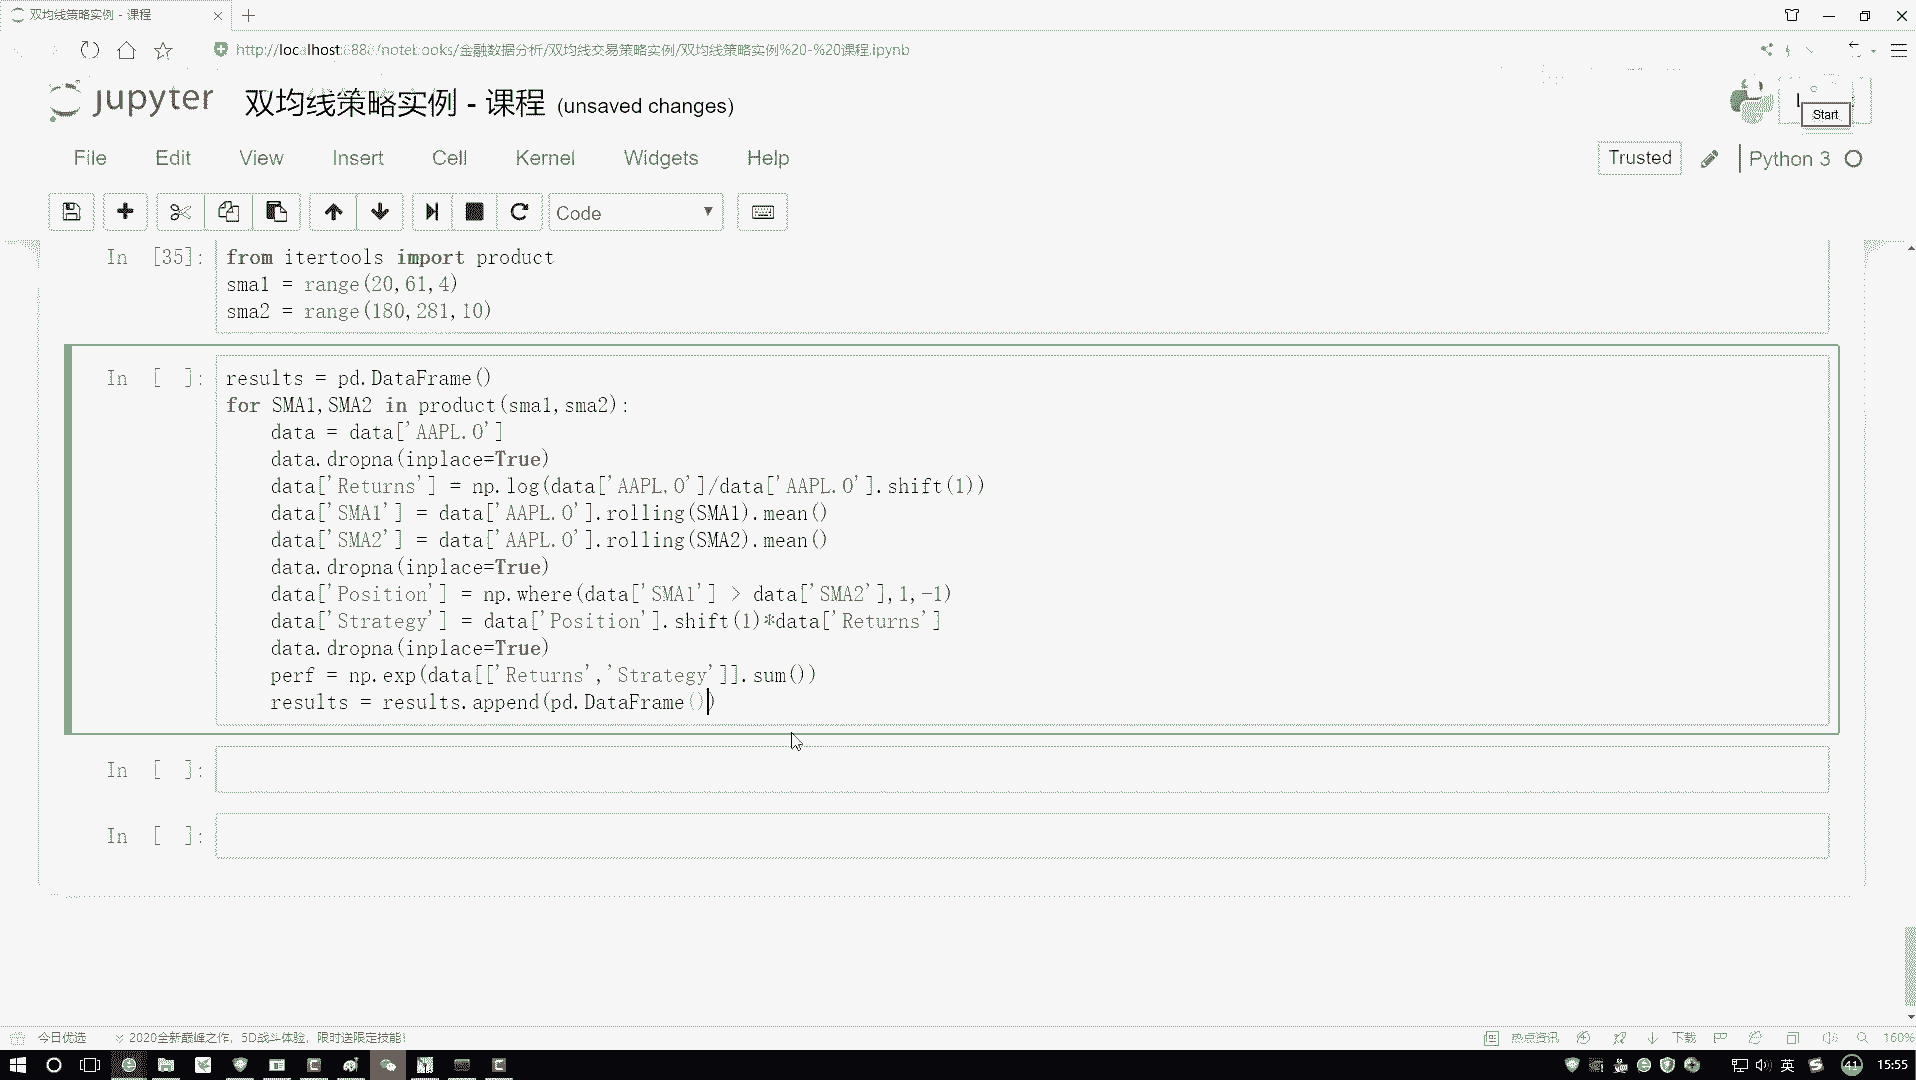 双均线策略实例 - 课程
http://localhost:8888/notebooks/金融数据分析/双均线交易策略实例/双均线策略实例%20-%20课程.ipynb
jupyter 双均线策略实例 - 课程 (unsaved changes)
Start
File Edit View Insert Cell Kernel Widgets Help
Trusted Python 3
Code
In [35]:
from itertools import product
sma1 = range(20,61,4)
sma2 = range(180,281,10)
In [ ]:
results = pd.DataFrame()
for SMA1,SMA2 in product(sma1,sma2):
data = data['AAPL.O']
data.dropna(inplace=True)
data['Returns'] = np.log(data['AAPL,O']/data['AAPL.O'].shift(1))
data['SMA1'] = data['AAPL.O'].rolling(SMA1).mean()
data['SMA2'] = data['AAPL.O'].rolling(SMA2).mean()
data.dropna(inplace=True)
data['Position'] = np.where(data['SMA1'] > data['SMA2'],1,-1)
data['Strategy'] = data['Position'].shift(1)*data['Returns']
data.dropna(inplace=True)
perf = np.exp(data[['Returns','Strategy']].sum())
results = results.append(pd.DataFrame())
In [ ]:
In [ ]:
今日优选 2020全新巅峰之作，5D战斗体验，限时送限定技能! 热点资讯 下载 160%
英 41 15:55